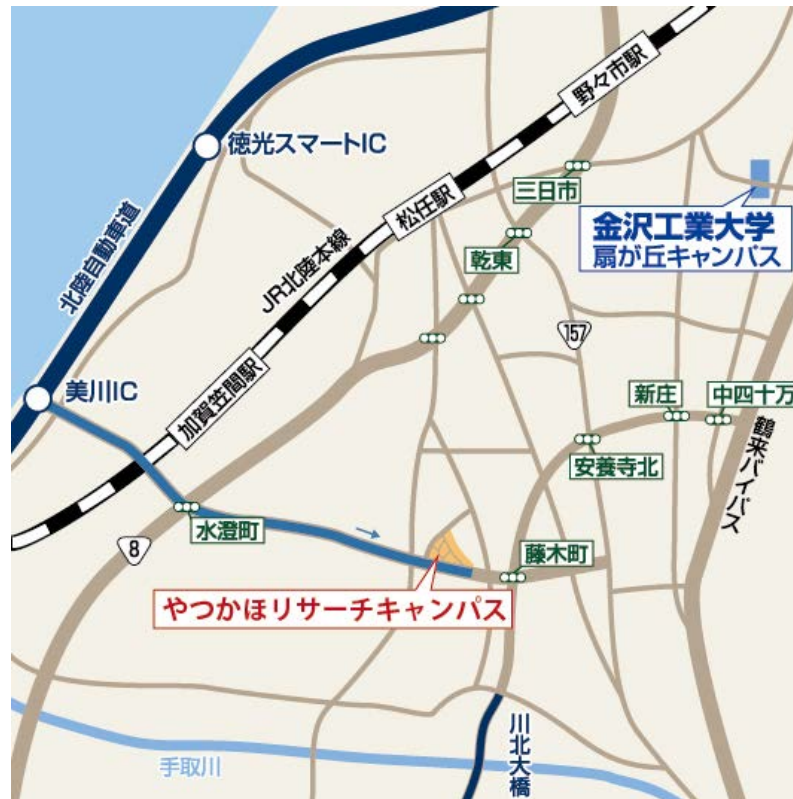 野々市駅
徳光スマートIC
三日市
松任駅
金沢工業大学
扇が丘キャンパス
北陸自動車道
JR北陸本線
乾東
157
美川IC
加賀笠間駅
新庄
中四十万
鶴来バイパス
安養寺北
水澄町
8
藤木町
やつかほリサーチキャンパス
川北大橋
手取川